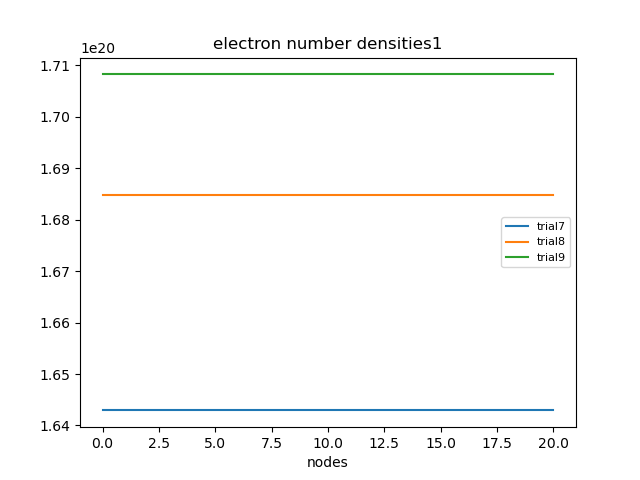 electron number densities1
1e20
1.71
1.70
1.69
1.68
1.67
1.66
1.65
1.64
trial7
trial8
trial9
0.0 2.5 5.0 7.5 10.0 12.5 15.0 17.5 20.0
nodes